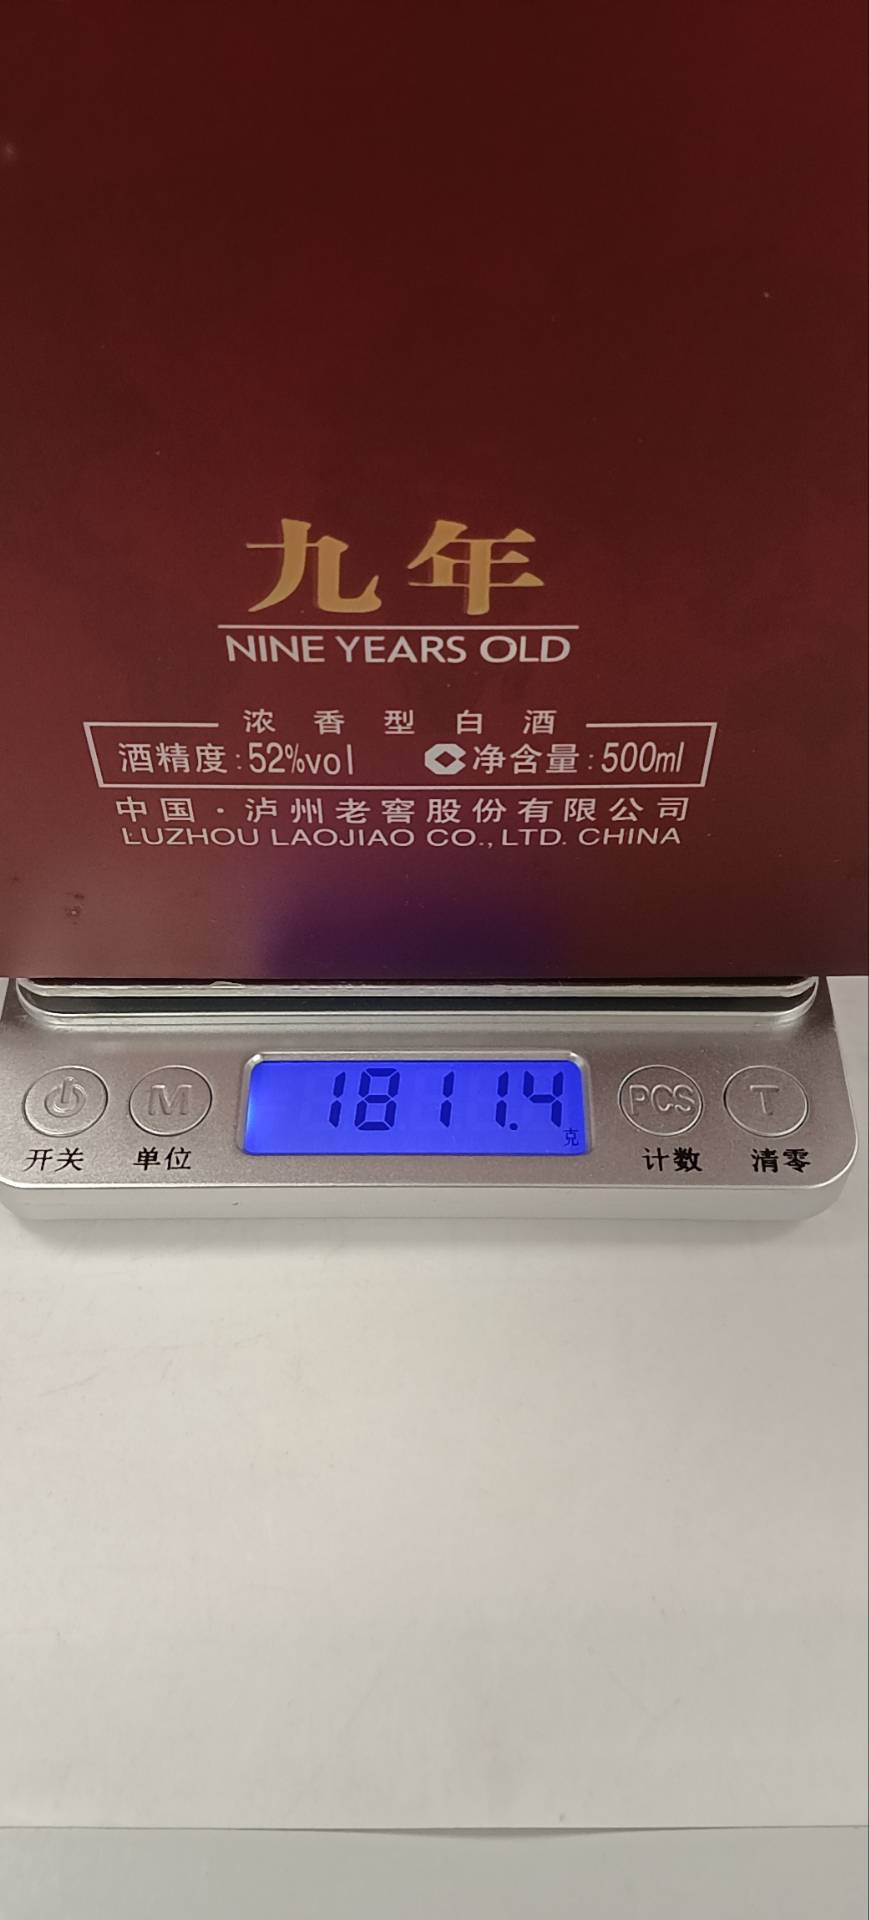 九年
NINE YEARS OLD
浓香型白酒
酒精度:52%vol 净含量:500ml
中国·泸州老窖股份有限公司
LUZHOU LAOJIAO CO.,LTD. CHINA
1811.4
克
M PCS T
开关 单位 计数 清零